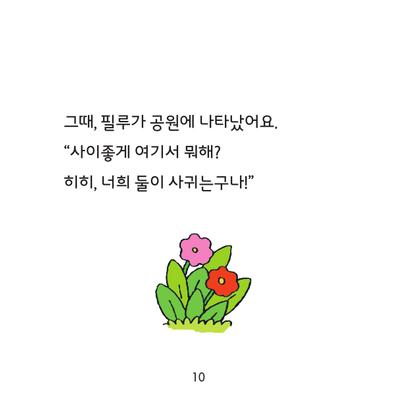 그때, 필루가 공원에 나타났어요.
“사이좋게 여기서 뭐해?
히히, 너희 둘이 사귀는구나!”
10